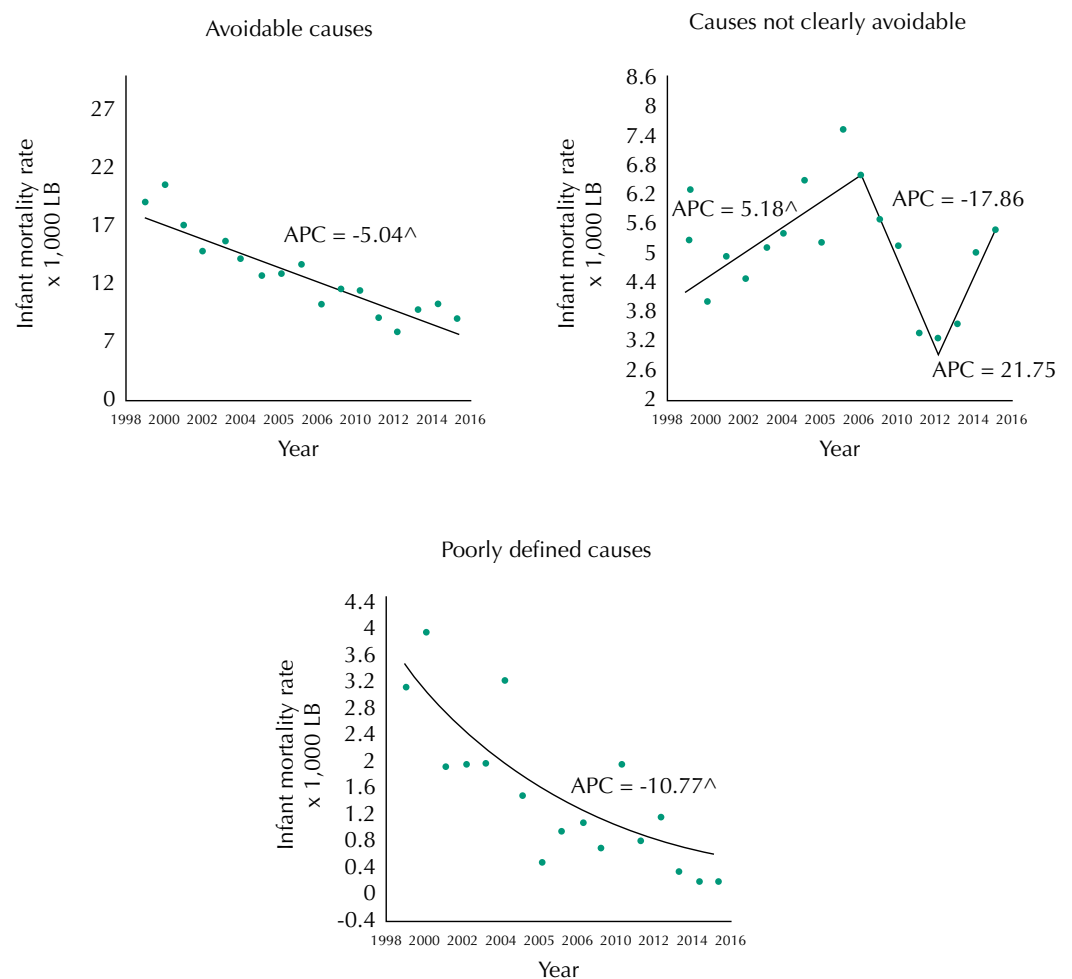 Avoidable causes
27
22
17
12
7
0
Infant mortality rate
x 1,000 LB
APC = -5.04^
1998 2000 2002 2004 2005 2006 2010 2012 2014 2016
Year
Causes not clearly avoidable
8.6
8
7.4
6.8
6.2
5.6
5
4.4
3.8
3.2
2.6
2
Infant mortality rate
x 1,000 LB
APC = 5.18^
APC = -17.86
APC = 21.75
1998 2000 2002 2004 2005 2006 2010 2012 2014 2016
Year
Poorly defined causes
4.4
4
3.6
3.2
2.8
2.4
2
1.6
1.2
0.8
0.4
0
-0.4
Infant mortality rate
x 1,000 LB
APC = -10.77^
1998 2000 2002 2004 2005 2006 2010 2012 2014 2016
Year